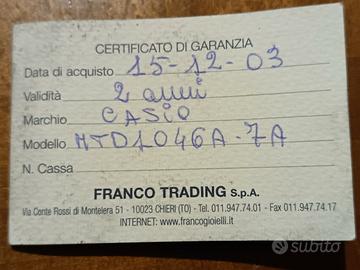 CERTIFICATO DI GARANZIA
Data di acquisto 15-12-03
Validità 2 anni
Marchio CASIO
Modello MTD1046A-7A
N. Cassa
FRANCO TRADING S.p.A.
Via Conte Rossi di Montelera 51 - 10023 CHIERI (TO) - Tel. 011.947.74.01 - Fax 011.947.74.17
INTERNET: www.francogioielli.it
subito